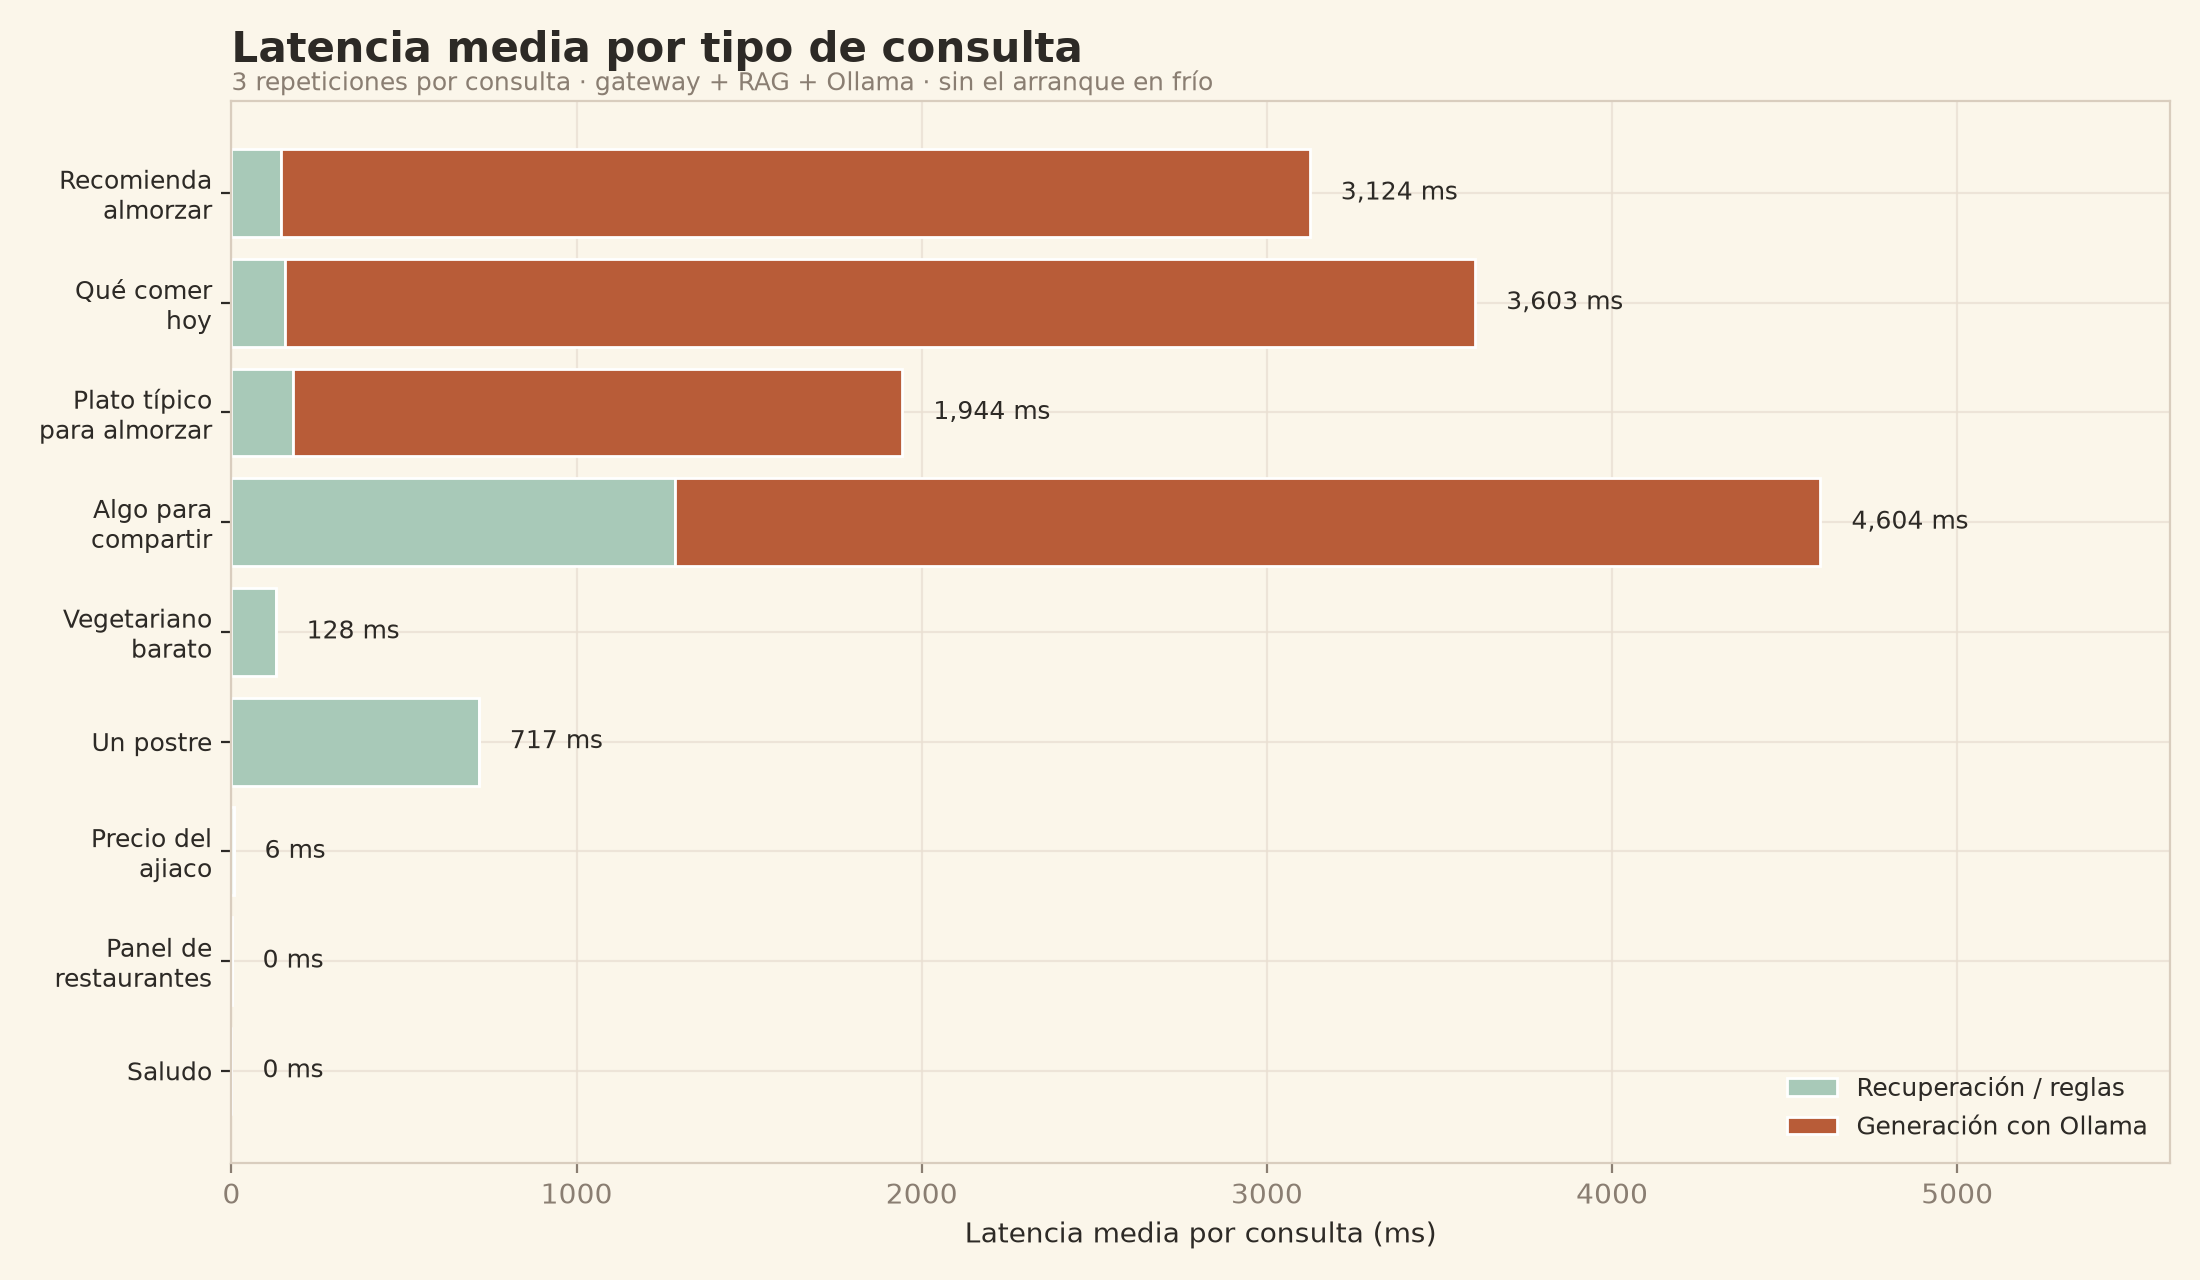 Latencia media por tipo de consulta
3 repeticiones por consulta · gateway + RAG + Ollama · sin el arranque en frío
Recomienda
almorzar
3,124 ms
Qué comer
hoy
3,603 ms
Plato típico
para almorzar
1,944 ms
Algo para
compartir
4,604 ms
Vegetariano
barato
128 ms
Un postre
717 ms
Precio del
ajiaco
6 ms
Panel de
restaurantes
0 ms
Saludo
0 ms
Recuperación / reglas
Generación con Ollama
0
1000
2000
3000
4000
5000
Latencia media por consulta (ms)